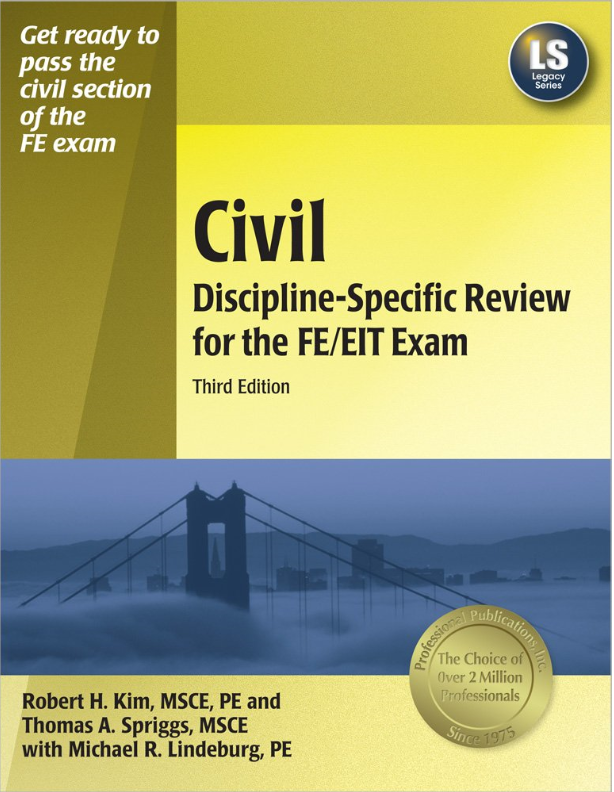 Get ready to
pass the
civil section
of the
FE exam
LS
Legacy
Series
Civil
Discipline-Specific Review
for the FE/EIT Exam
Third Edition
Professional Publications, Inc.
The Choice of
Over 2 Million
Professionals
Since 1975
Robert H. Kim, MSCE, PE and
Thomas A. Spriggs, MSCE
with Michael R. Lindeburg, PE